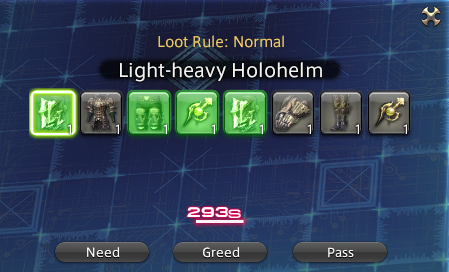 Loot Rule: Normal
Light-heavy Holohelm
1 1 1 1 1 1 1 1
293s
Need Greed Pass